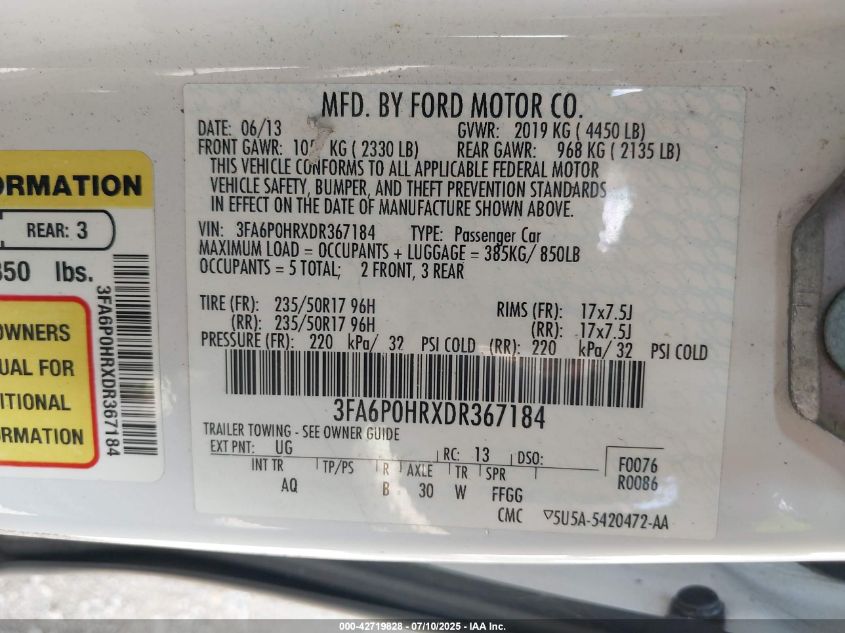 MFD. BY FORD MOTOR CO.
DATE: 06/13 GVWR: 2019 KG ( 4450 LB)
FRONT GAWR: KG ( 2330 LB) REAR GAWR: 968 KG ( 2135 LB)
THIS VEHICLE CONFORMS TO ALL APPLICABLE FEDERAL MOTOR
VEHICLE SAFETY, BUMPER, AND THEFT PREVENTION STANDARDS
IN EFFECT ON THE DATE OF MANUFACTURE SHOWN ABOVE.
VIN: 3FA6P0HRXDR367184 TYPE: Passenger Car
MAXIMUM LOAD = OCCUPANTS + LUGGAGE = 385KG/ 850LB
OCCUPANTS = 5 TOTAL; 2 FRONT, 3 REAR
TIRE (FR): 235/50R17 96H RIMS (FR): 17x7.5J
(RR): 235/50R17 96H (RR): 17x7.5J
PRESSURE (FR): 220 kPa/ 32 PSI COLD (RR): 220 kPa/ 32 PSI COLD
3FA6P0HRXDR367184
TRAILER TOWING - SEE OWNER GUIDE
EXT PNT: UG RC: 13 DSO: F0076
INT TR TP/PS R AXLE TR SPR R0086
AQ B 30 W FFGG
CMC ▽5U5A-5420472-AA
ORMATION
REAR: 3
850 lbs.
3FA6P0HRXDR367184
OWNERS
UAL FOR
ITIONAL
ORMATION
000-42719828 - 07/10/2025 - IAA Inc.